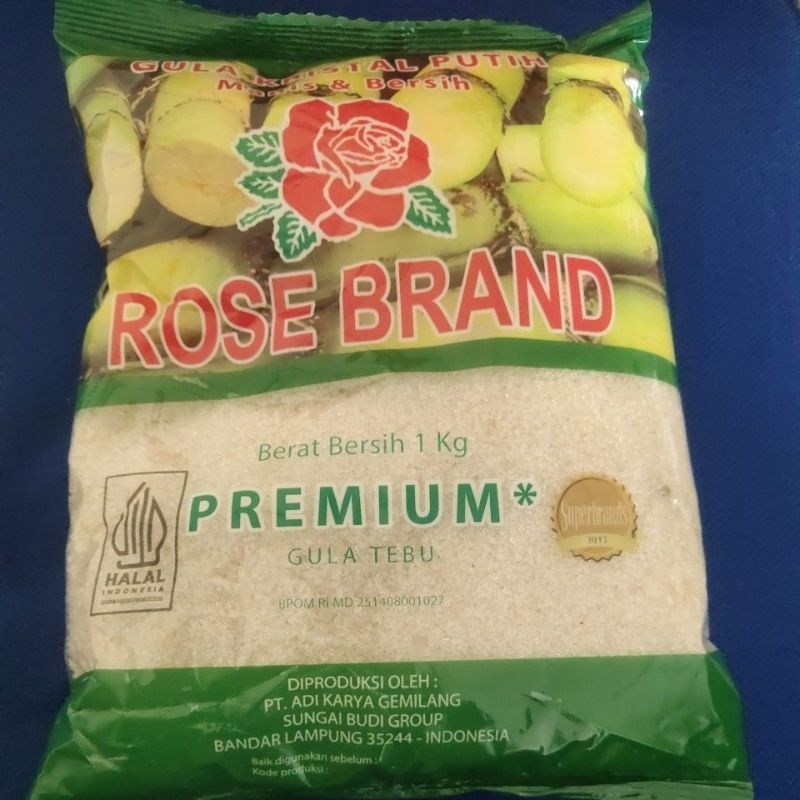 GULA KRISTAL PUTIH
Manis & Bersih
ROSE BRAND
Berat Bersih 1 Kg
PREMIUM*
GULA TEBU
Superbrands
HALAL
INDONESIA
BPOM RI MD 251408001027
DIPRODUKSI OLEH :
PT. ADI KARYA GEMILANG
SUNGAI BUDI GROUP
BANDAR LAMPUNG 35244 - INDONESIA
Baik digunakan sebelum :
Kode produksi :